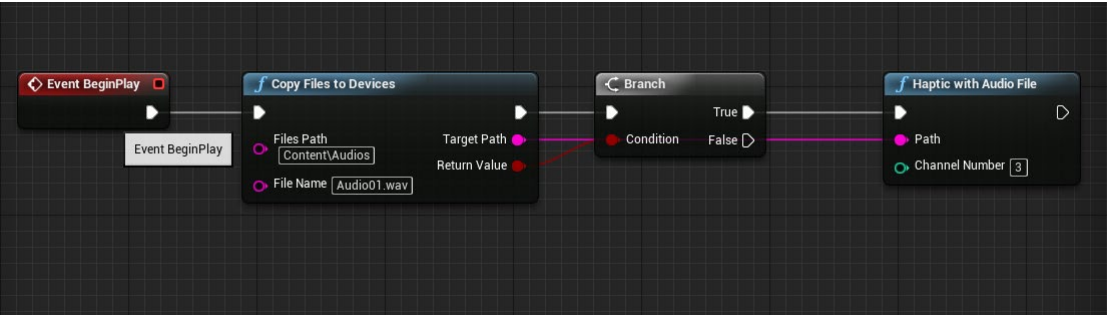 Event BeginPlay
Event BeginPlay
f Copy Files to Devices
Files Path
Content\Audios
File Name Audio01.wav
Target Path
Return Value
Branch
Condition
True
False
f Haptic with Audio File
Path
Channel Number 3